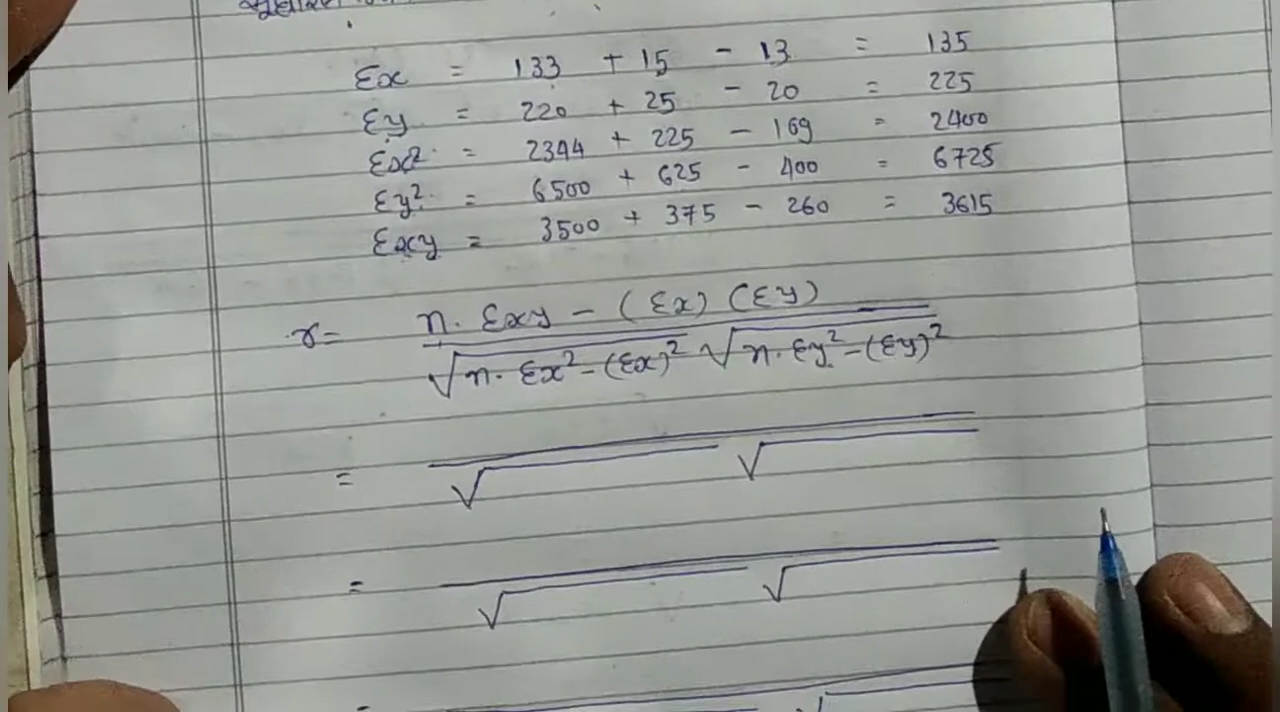 Σx = 133 + 15 - 13 = 135
Σy = 220 + 25 - 20 = 225
Σx² = 2344 + 225 - 169 = 2400
Σy² = 6500 + 625 - 400 = 6725
Σxy = 3500 + 375 - 260 = 3615
r = n. Σxy - (Σx) (Σy)
√n. Σx² - (Σx)² √n. Σy² - (Σy)²
= √ √
= √ √
= √